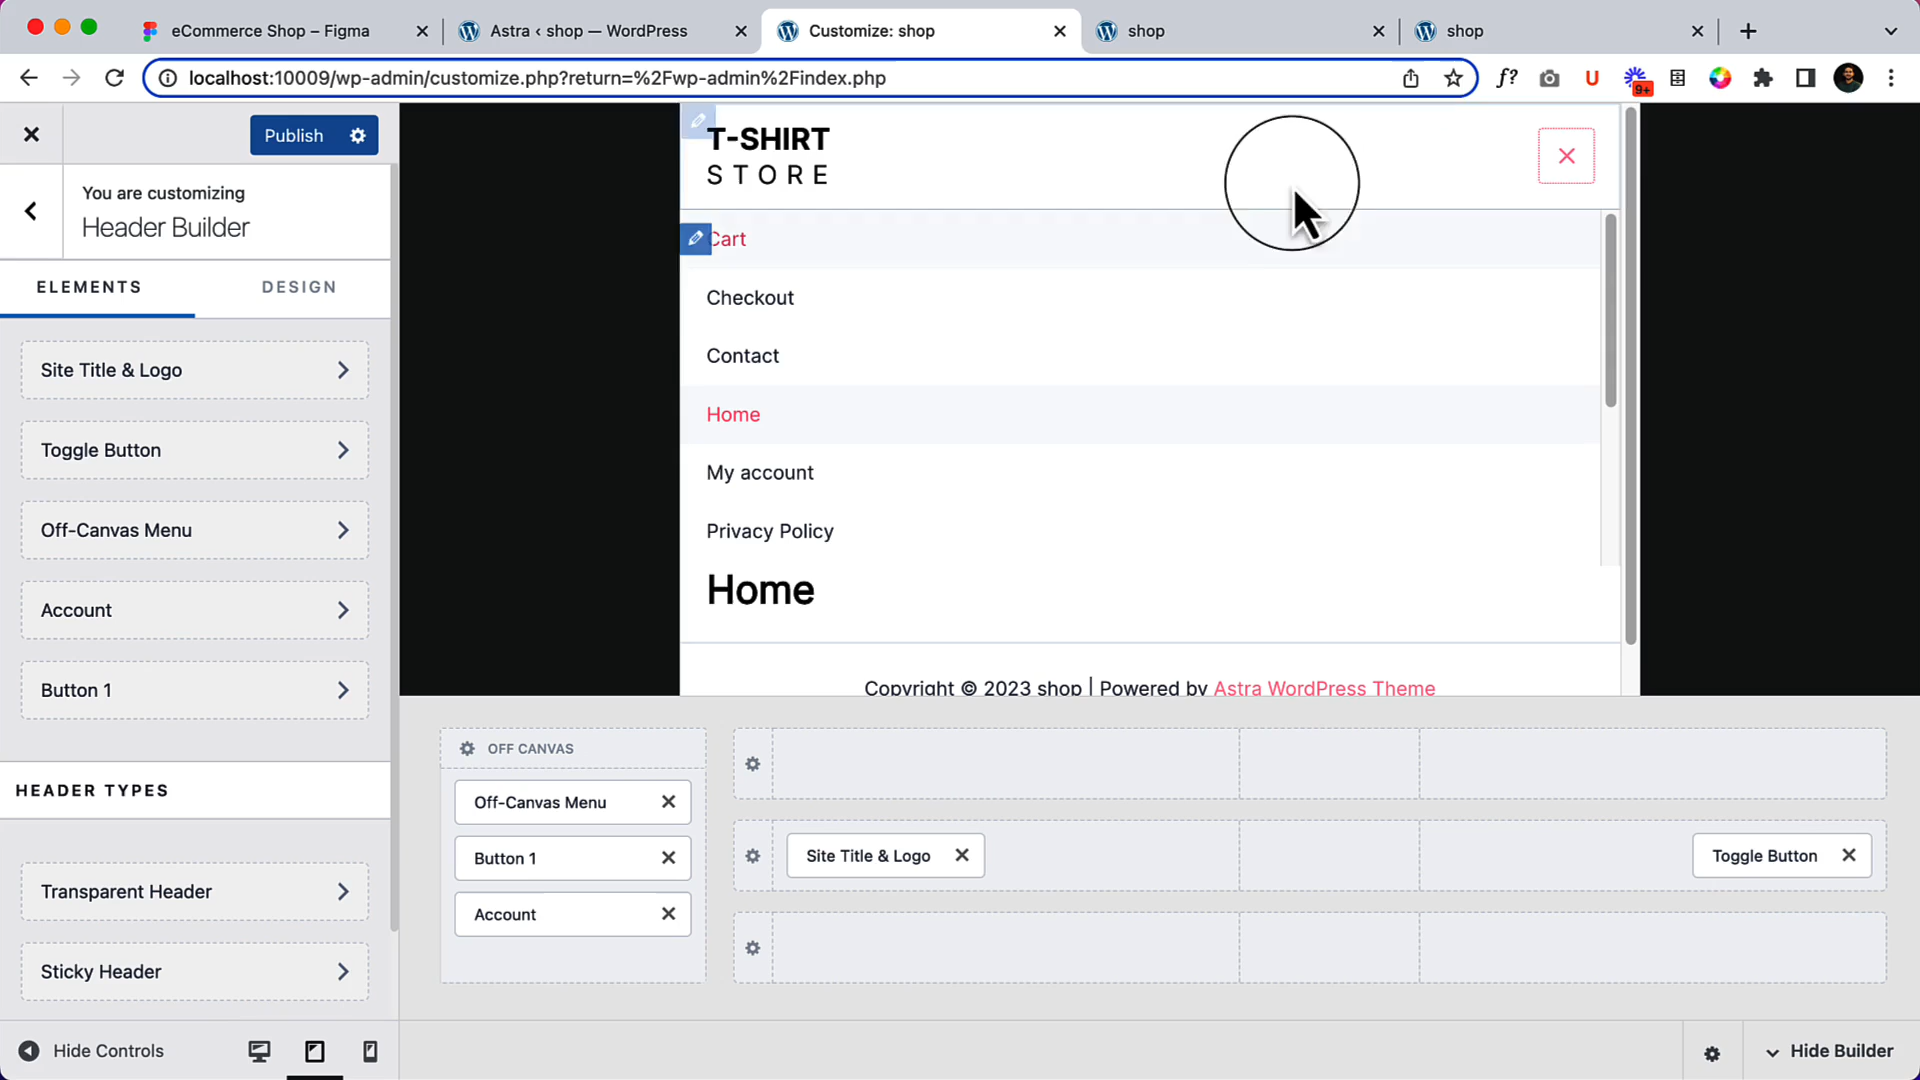 eCommerce Shop – Figma
Astra ‹ shop — WordPress
Customize: shop
shop
shop
localhost:10009/wp-admin/customize.php?return=%2Fwp-admin%2Findex.php
f?
U
9+
Publish
You are customizing
Header Builder
ELEMENTS
DESIGN
Site Title & Logo
Toggle Button
Off-Canvas Menu
Account
Button 1
HEADER TYPES
Transparent Header
Sticky Header
Hide Controls
T-SHIRT
STORE
Cart
Checkout
Contact
Home
My account
Privacy Policy
Home
Copyright © 2023 shop | Powered by Astra WordPress Theme
OFF CANVAS
Off-Canvas Menu
Button 1
Account
Site Title & Logo
Toggle Button
Hide Builder